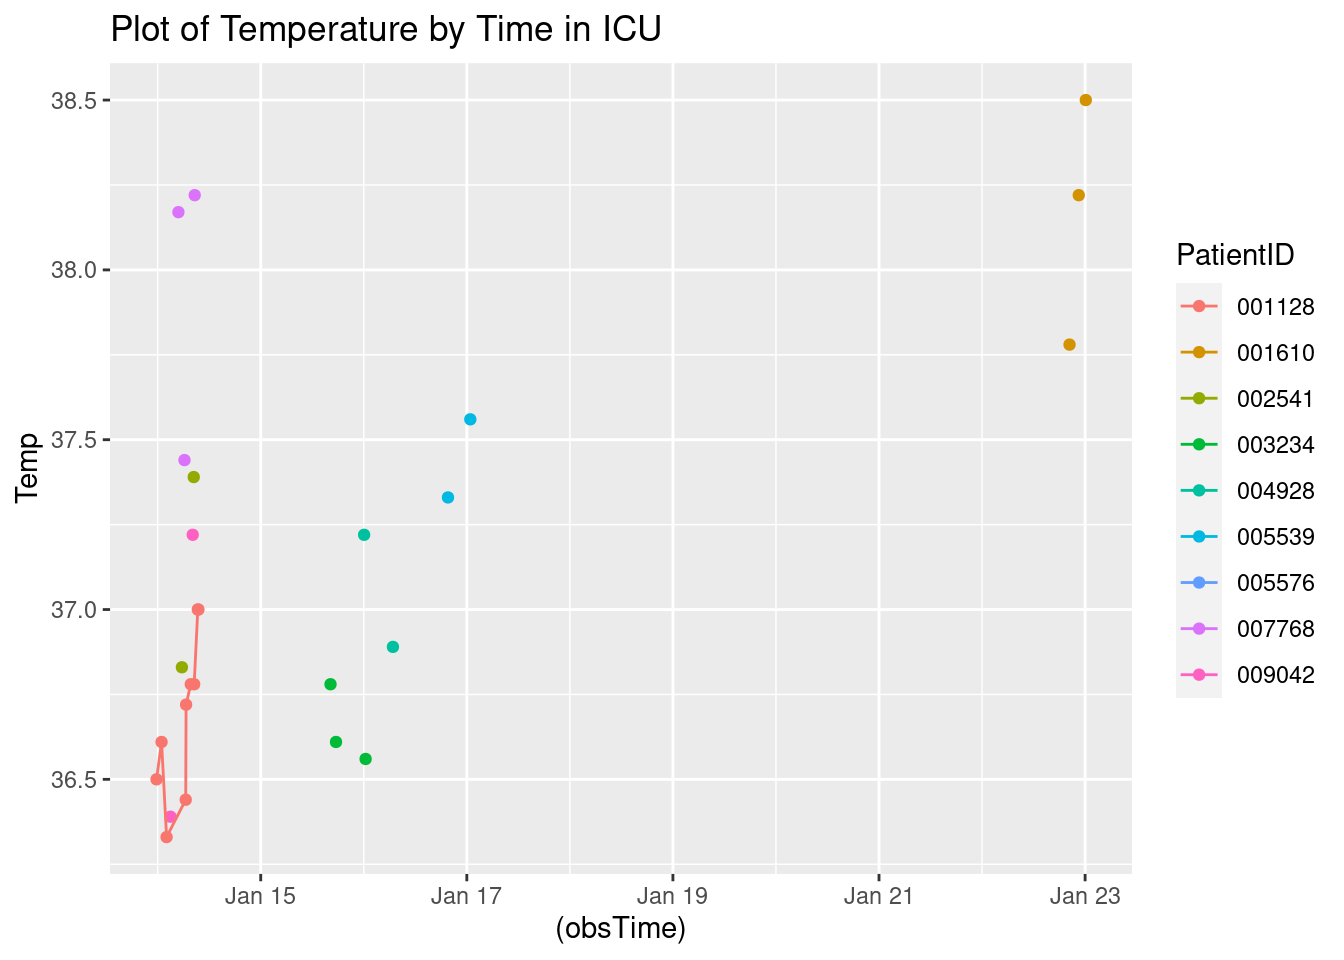 Plot of Temperature by Time in ICU
38.5
38.0
37.5
37.0
36.5
Temp
Jan 15
Jan 17
Jan 19
Jan 21
Jan 23
(obsTime)
PatientID
001128
001610
002541
003234
004928
005539
005576
007768
009042